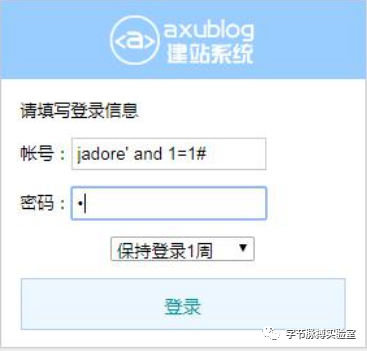 <a> axublog
建站系统
请填写登录信息
帐号：jadore' and 1=1#
密码：•
保持登录1周 ▼
登录
字节脉搏实验室